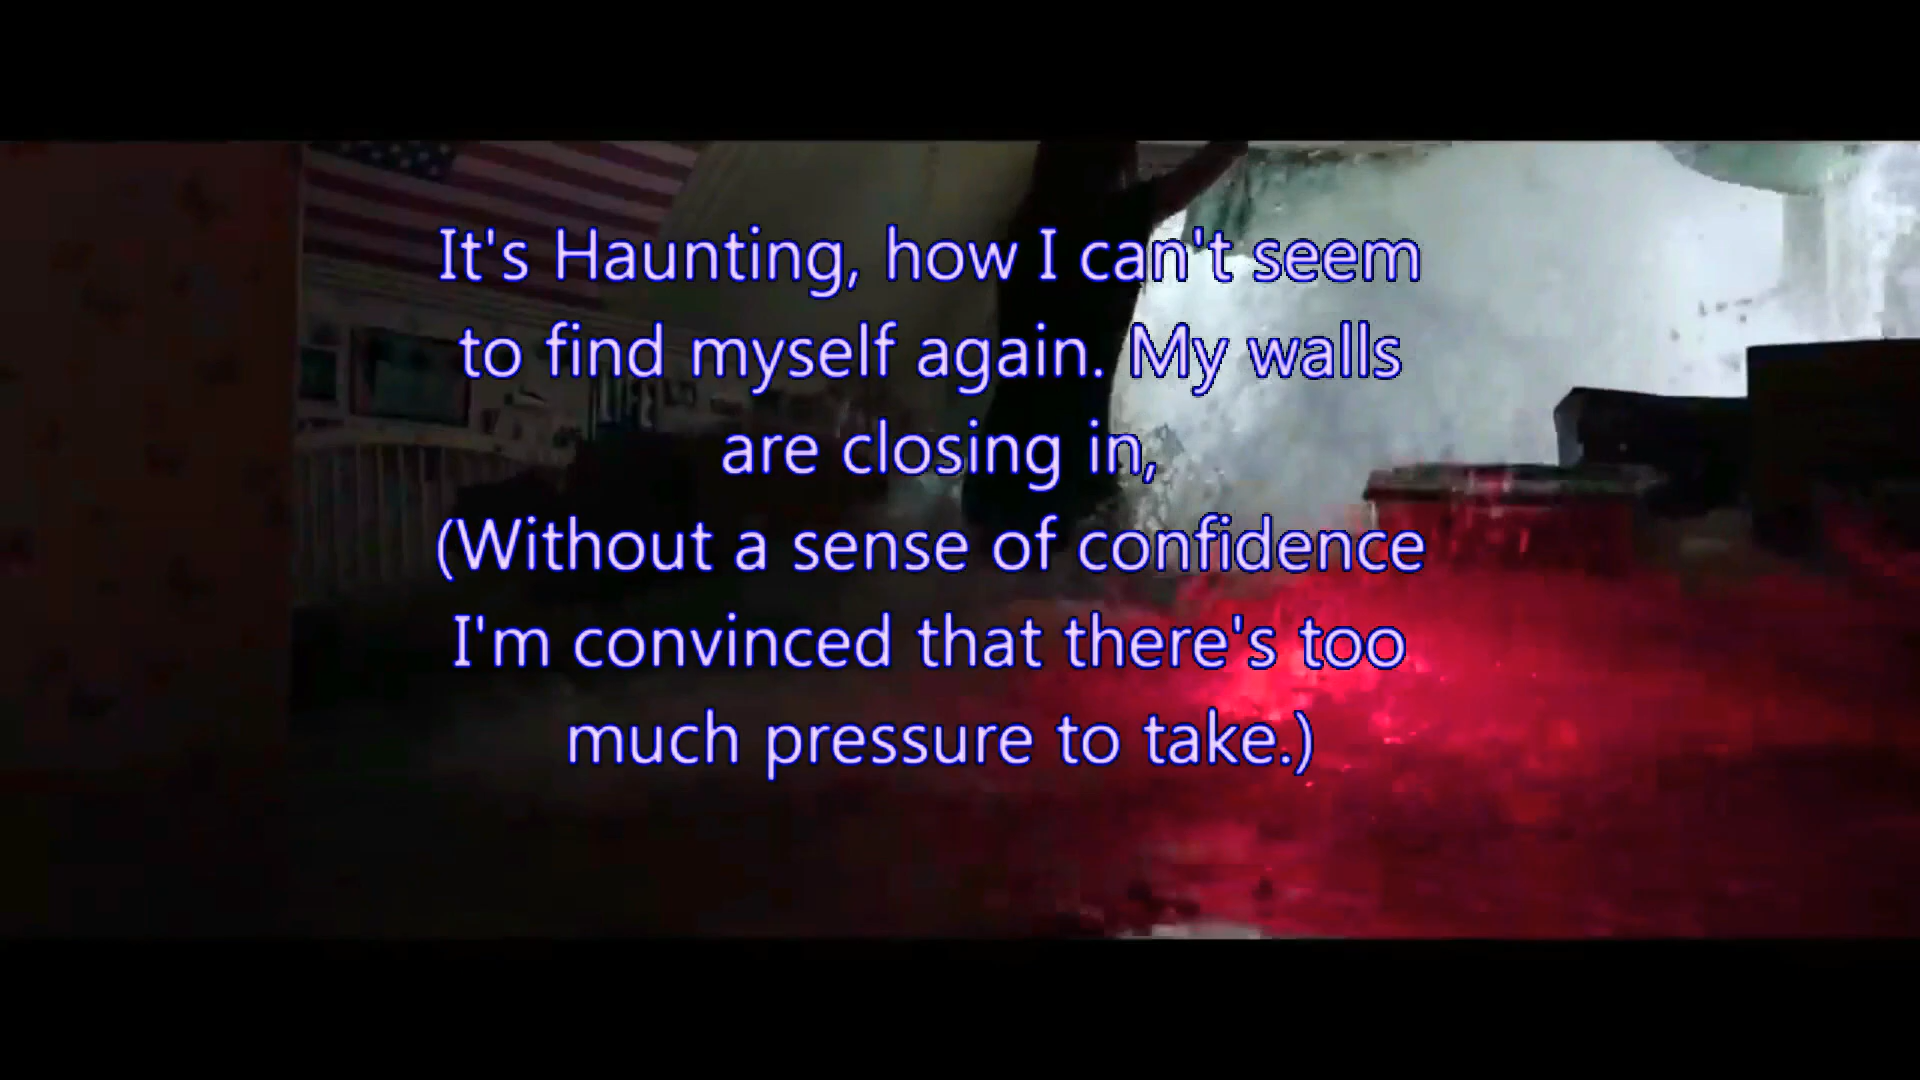 It's Haunting, how I can't seem
to find myself again. My walls
are closing in,
(Without a sense of confidence
I'm convinced that there's too
much pressure to take.)